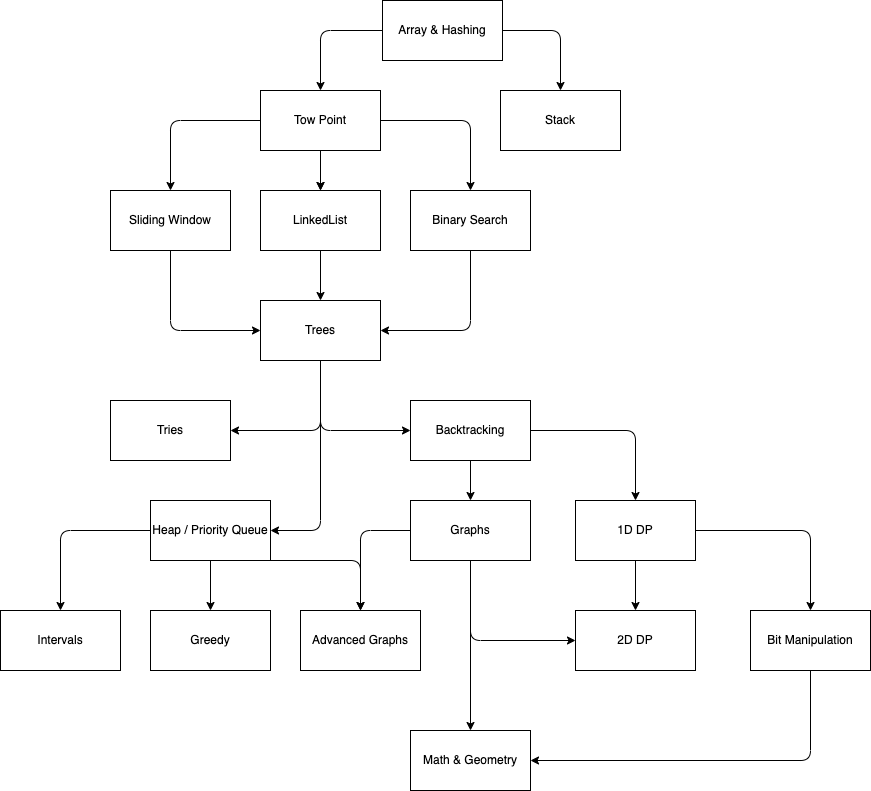 Array & Hashing
Tow Point
Stack
Sliding Window
LinkedList
Binary Search
Trees
Tries
Backtracking
Heap / Priority Queue
Graphs
1D DP
Intervals
Greedy
Advanced Graphs
2D DP
Bit Manipulation
Math & Geometry